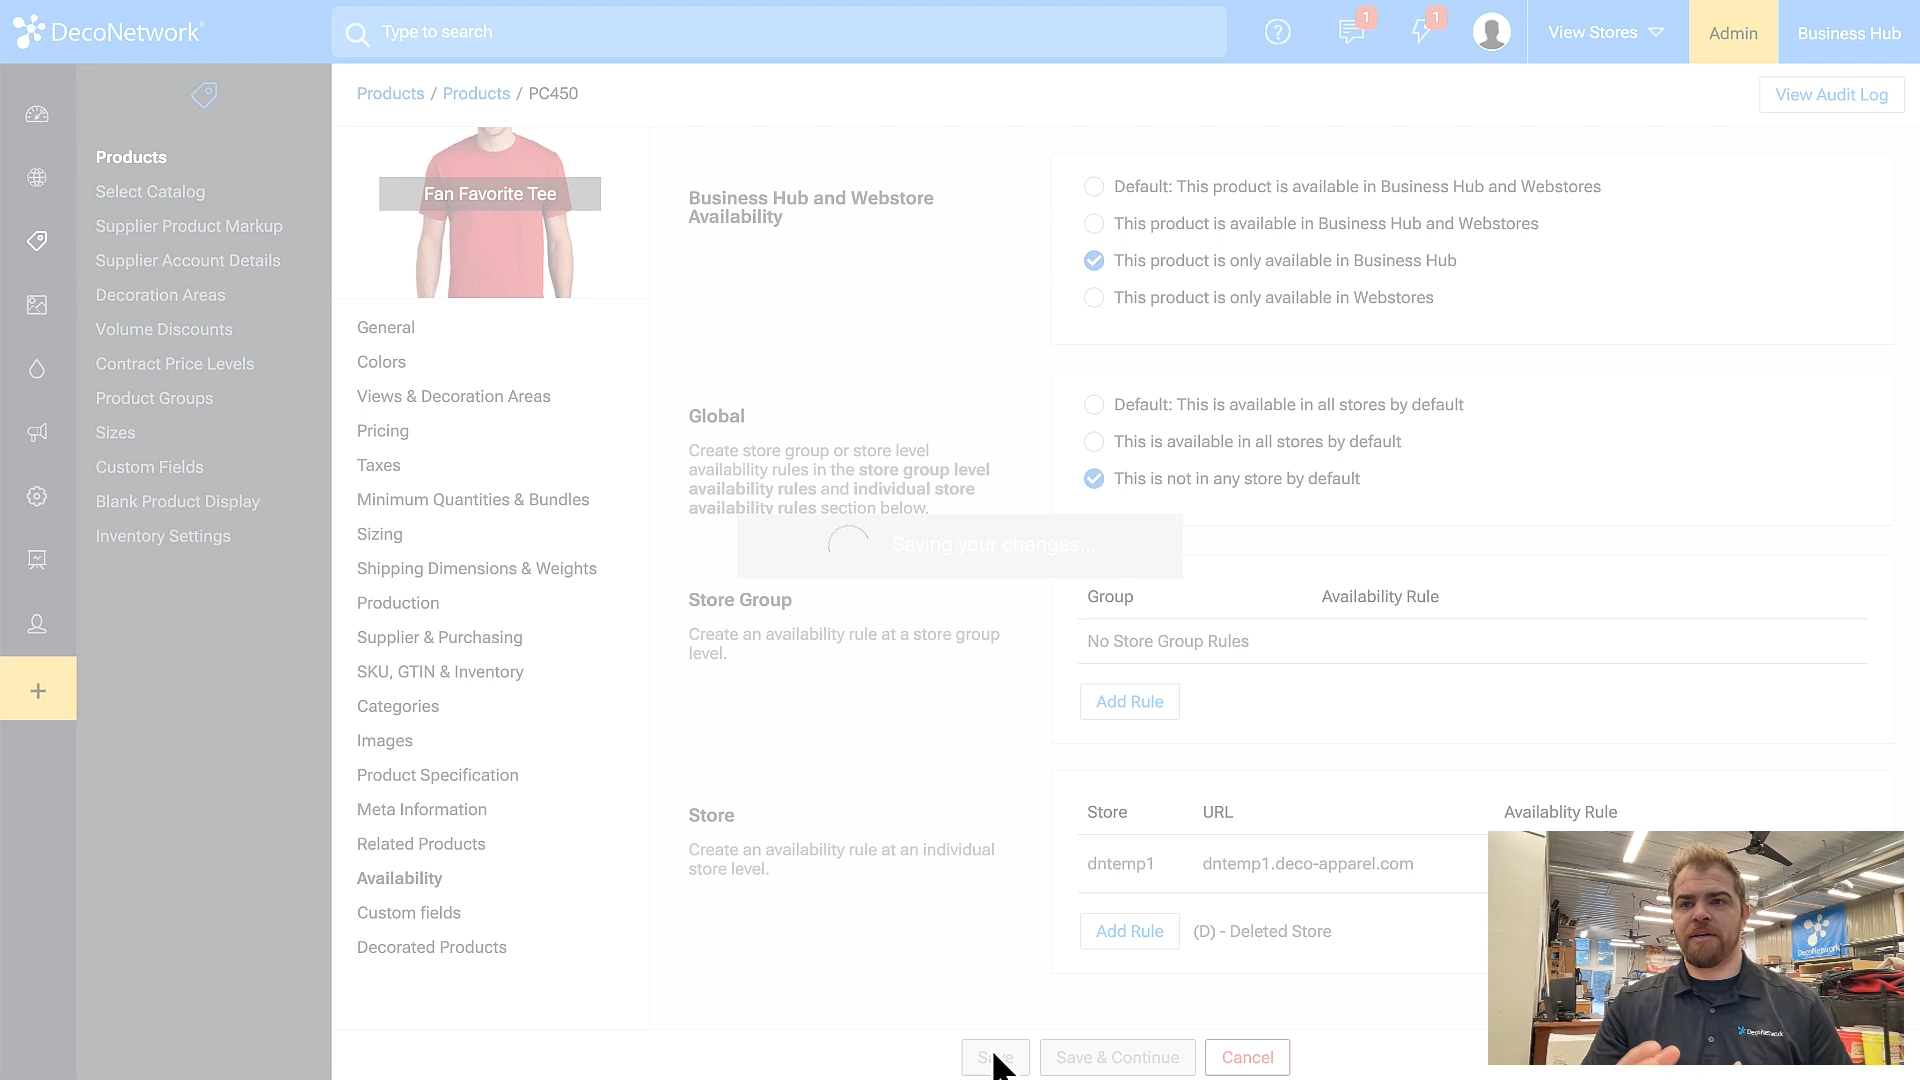 DecoNetwork
Type to search
1
1
View Stores
Admin
Business Hub
Products / Products / PC450
View Audit Log
Products
Select Catalog
Supplier Product Markup
Supplier Account Details
Decoration Areas
Volume Discounts
Contract Price Levels
Product Groups
Sizes
Custom Fields
Blank Product Display
Inventory Settings
Fan Favorite Tee
General
Colors
Views & Decoration Areas
Pricing
Taxes
Minimum Quantities & Bundles
Sizing
Shipping Dimensions & Weights
Production
Supplier & Purchasing
SKU, GTIN & Inventory
Categories
Images
Product Specification
Meta Information
Related Products
Availability
Custom fields
Decorated Products
Business Hub and Webstore
Availability
Default: This product is available in Business Hub and Webstores
This product is available in Business Hub and Webstores
This product is only available in Business Hub
This product is only available in Webstores
Global
Create store group or store level
availability rules in the store group level
availability rules and individual store
availability rules section below.
Default: This is available in all stores by default
This is available in all stores by default
This is not in any store by default
Saving your changes...
Store Group
Create an availability rule at a store group
level.
Group Availability Rule
No Store Group Rules
Add Rule
Store
Create an availability rule at an individual
store level.
Store URL Availablity Rule
dntemp1 dntemp1.deco-apparel.com
Add Rule (D) - Deleted Store
Save
Save & Continue
Cancel
DecoNetwork
DecoNetwork